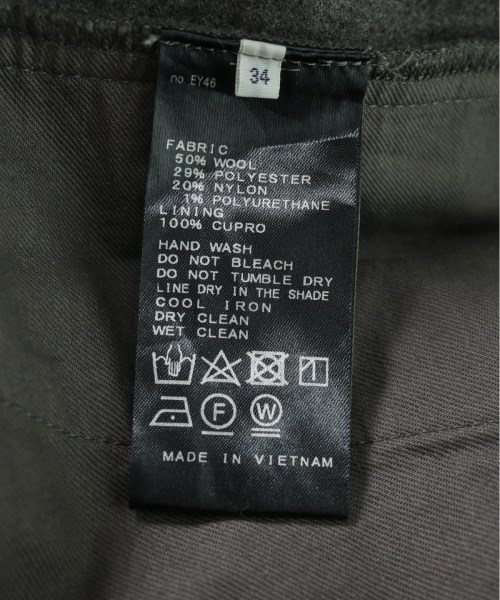 no. EY46
34
FABRIC
50% WOOL
29% POLYESTER
20% NYLON
1% POLYURETHANE
LINING
100% CUPRO
HAND WASH
DO NOT BLEACH
DO NOT TUMBLE DRY
LINE DRY IN THE SHADE
COOL IRON
DRY CLEAN
WET CLEAN
F W
MADE IN VIETNAM